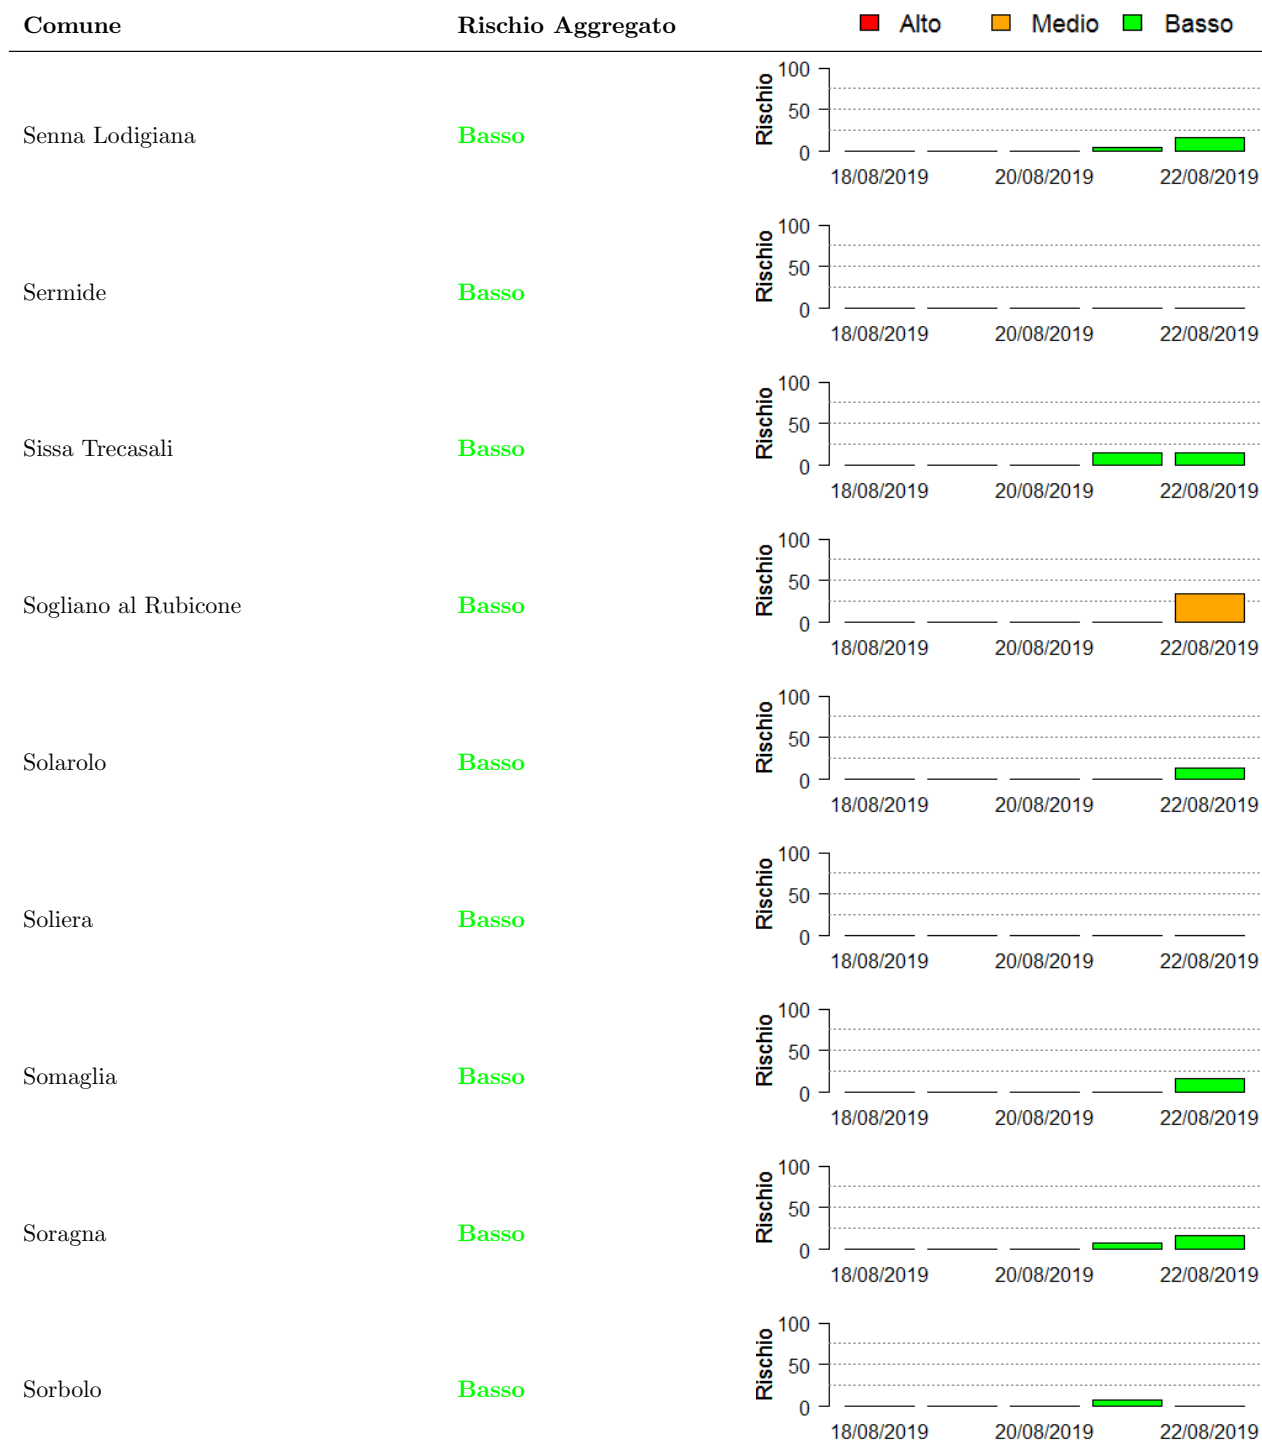 Comune Rischio Aggregato Alto Medio Basso
Senna Lodigiana Basso Rischio 100 50 0
18/08/2019 20/08/2019 22/08/2019
Sermide Basso Rischio 100 50 0
18/08/2019 20/08/2019 22/08/2019
Sissa Trecasali Basso Rischio 100 50 0
18/08/2019 20/08/2019 22/08/2019
Sogliano al Rubicone Basso Rischio 100 50 0
18/08/2019 20/08/2019 22/08/2019
Solarolo Basso Rischio 100 50 0
18/08/2019 20/08/2019 22/08/2019
Soliera Basso Rischio 100 50 0
18/08/2019 20/08/2019 22/08/2019
Somaglia Basso Rischio 100 50 0
18/08/2019 20/08/2019 22/08/2019
Soragna Basso Rischio 100 50 0
18/08/2019 20/08/2019 22/08/2019
Sorbolo Basso Rischio 100 50 0
18/08/2019 20/08/2019 22/08/2019